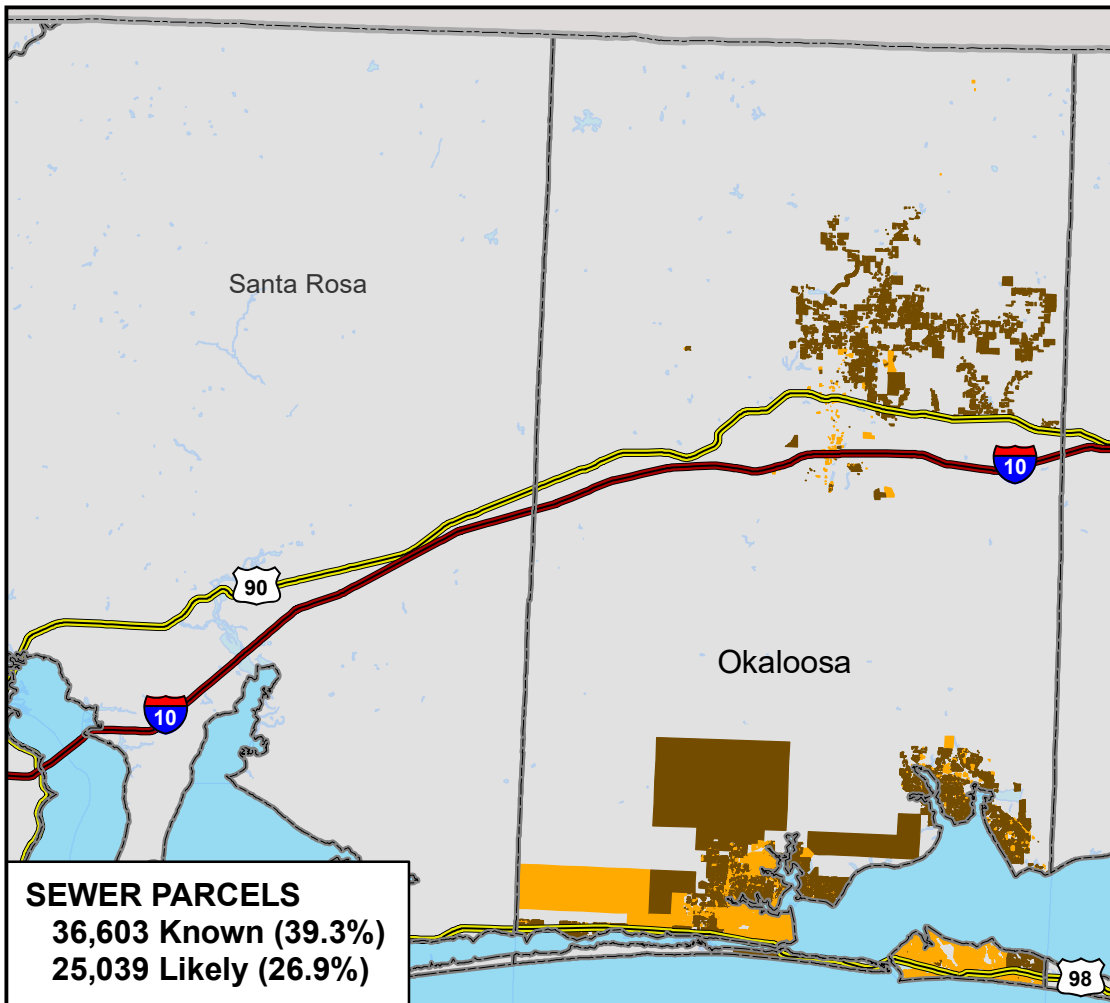 Santa Rosa
10
90
Okaloosa
10
SEWER PARCELS
36,603 Known (39.3%)
25,039 Likely (26.9%)
98